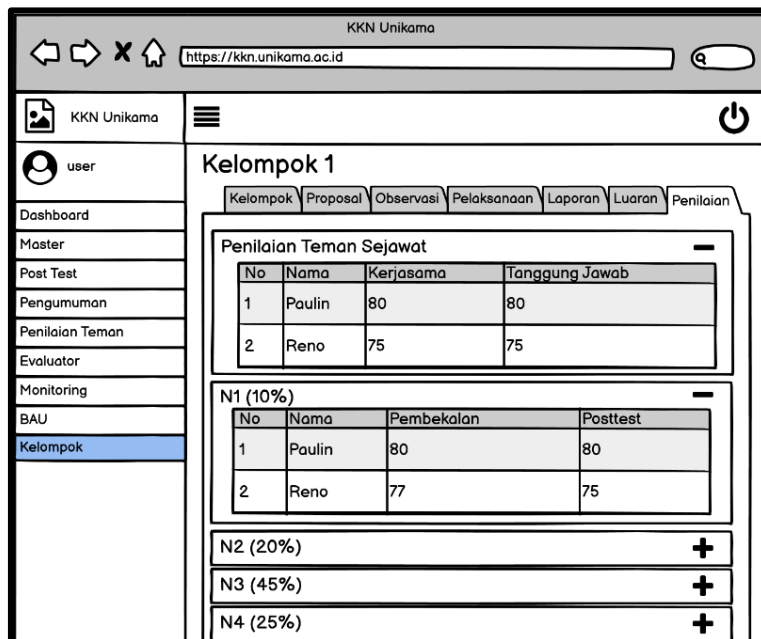 KKN Unikama
https://kkn.unikama.ac.id
KKN Unikama
user
Dashboard
Master
Post Test
Pengumuman
Penilaian Teman
Evaluator
Monitoring
BAU
Kelompok
Kelompok 1
Kelompok Proposal Observasi Pelaksanaan Laporan Luaran Penilaian
Penilaian Teman Sejawat
No Nama Kerjasama Tanggung Jawab
1 Paulin 80 80
2 Reno 75 75
N1 (10%)
No Nama Pembekalan Posttest
1 Paulin 80 80
2 Reno 77 75
N2 (20%)
N3 (45%)
N4 (25%)